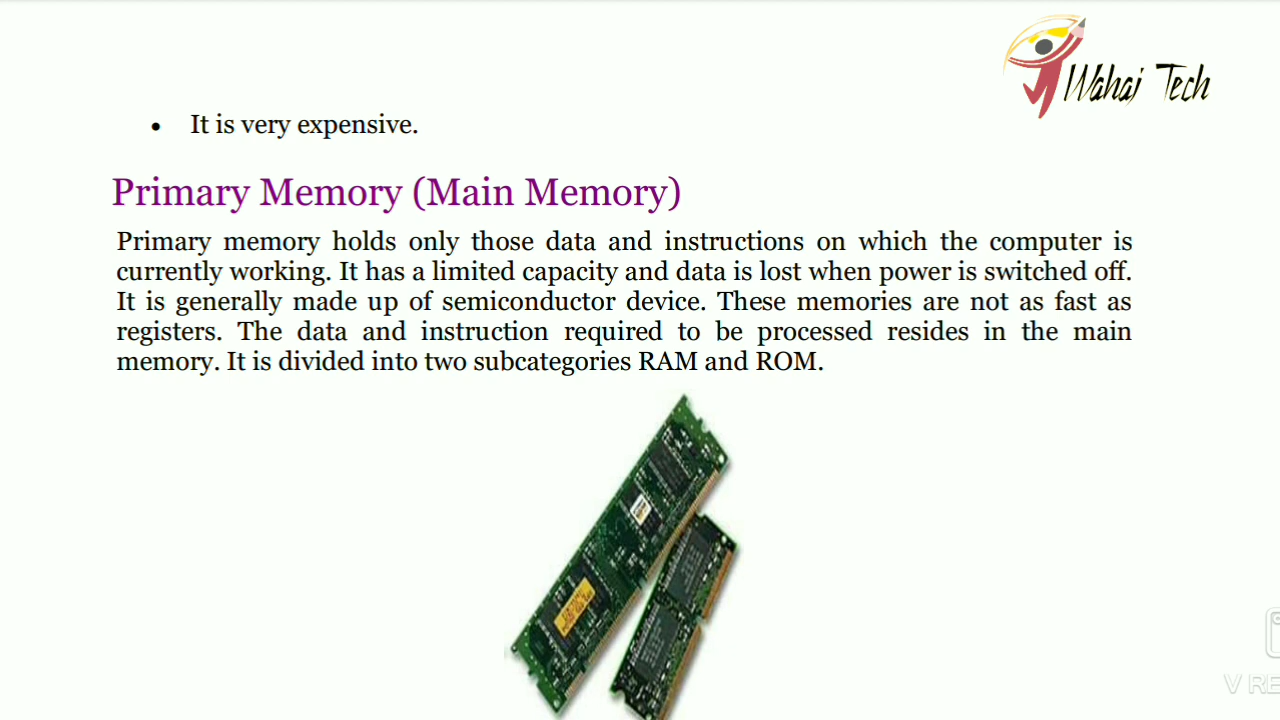 Wahaj Tech
• It is very expensive.
Primary Memory (Main Memory)
Primary memory holds only those data and instructions on which the computer is
currently working. It has a limited capacity and data is lost when power is switched off.
It is generally made up of semiconductor device. These memories are not as fast as
registers. The data and instruction required to be processed resides in the main
memory. It is divided into two subcategories RAM and ROM.
V RE